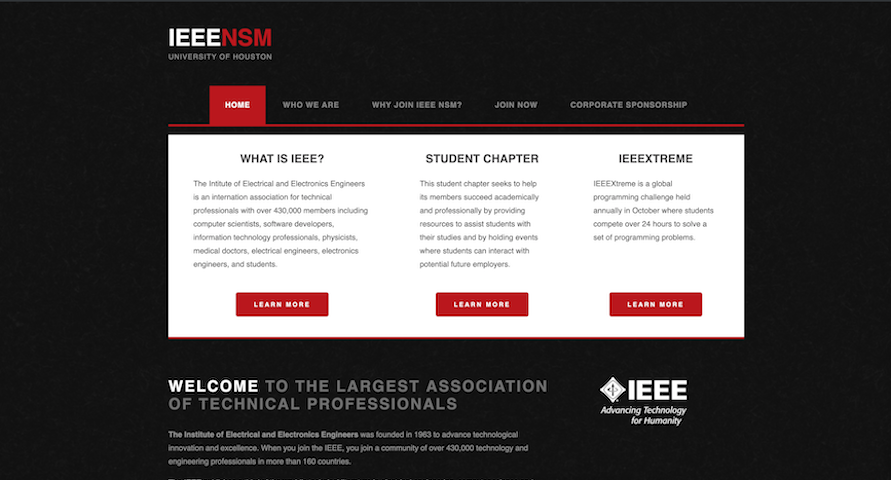 IEEENSM
UNIVERSITY OF HOUSTON
HOME WHO WE ARE WHY JOIN IEEE NSM? JOIN NOW CORPORATE SPONSORSHIP
WHAT IS IEEE?
The Intitute of Electrical and Electronics Engineers
is an internation association for technical
professionals with over 430,000 members including
computer scientists, software developers,
information technology professionals, physicists,
medical doctors, electrical engineers, electronics
engineers, and students.
LEARN MORE
STUDENT CHAPTER
This student chapter seeks to help
its members succeed academically
and professionally by providing
resources to assist students with
their studies and by holding events
where students can interact with
potential future employers.
LEARN MORE
IEEEXTREME
IEEEXtreme is a global
programming challenge held
annually in October where students
compete over 24 hours to solve a
set of programming problems.
LEARN MORE
WELCOME TO THE LARGEST ASSOCIATION
OF TECHNICAL PROFESSIONALS
The Institute of Electrical and Electronics Engineers was founded in 1963 to advance technological
innovation and excellence. When you join the IEEE, you join a community of over 430,000 technology and
engineering professionals in more than 160 countries.
IEEE
Advancing Technology
for Humanity